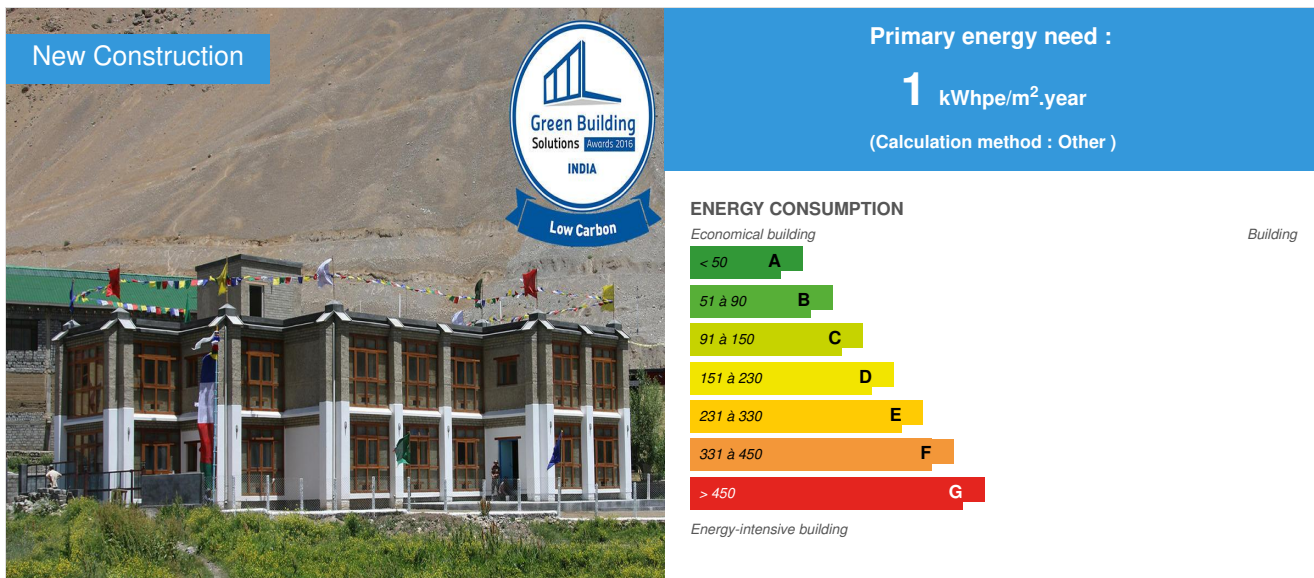 New Construction
Green Building
Solutions Awards 2016
INDIA
Low Carbon
Primary energy need :
1 kWhpe/m².year
(Calculation method : Other )
ENERGY CONSUMPTION
Economical building
Building
< 50 A
51 à 90 B
91 à 150 C
151 à 230 D
231 à 330 E
331 à 450 F
> 450 G
Energy-intensive building